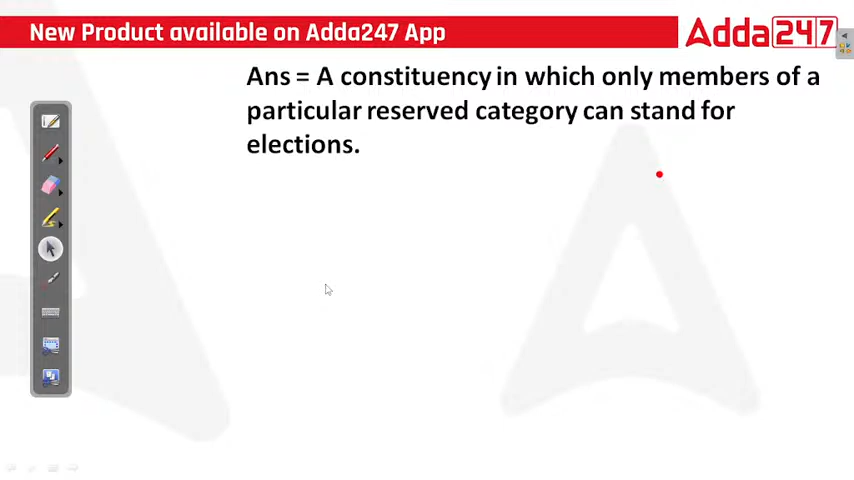 New Product available on Adda247 App
Adda247
Ans = A constituency in which only members of a
particular reserved category can stand for
elections.